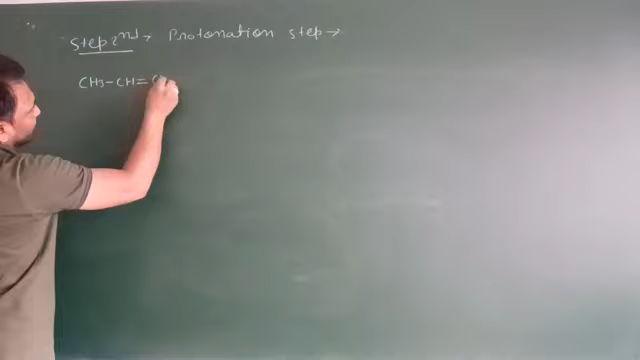 Step 2nd → Protonation step →
CH3-CH=C